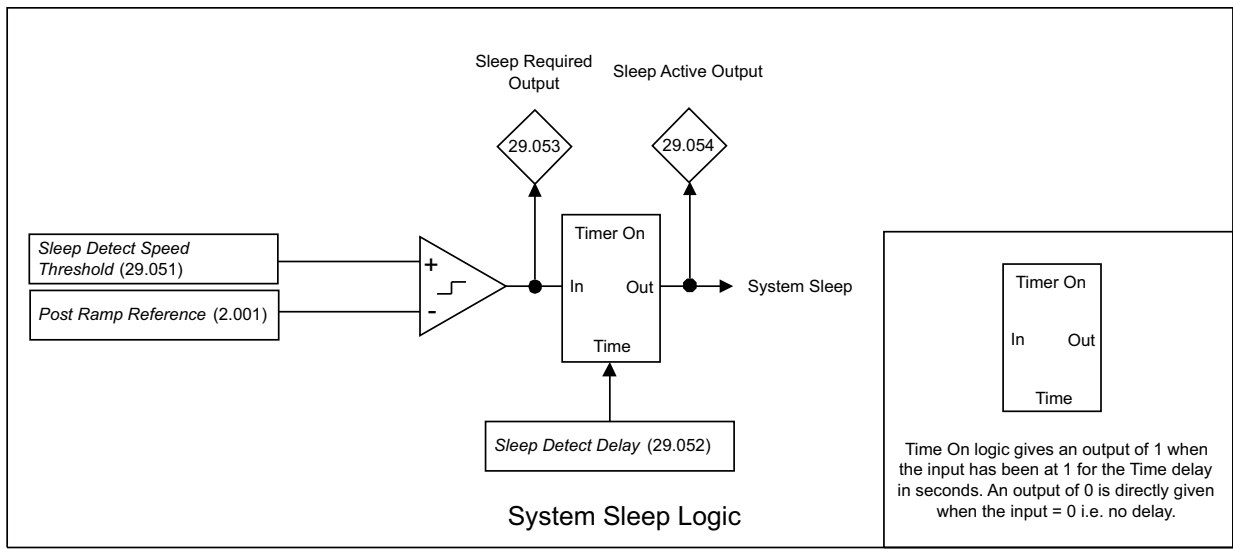 Sleep Required
Output
Sleep Active Output
29.053
29.054
Sleep Detect Speed
Threshold (29.051)
Post Ramp Reference (2.001)
+
-
Timer On
In
Out
Time
System Sleep
Sleep Detect Delay (29.052)
System Sleep Logic
Timer On
In
Out
Time
Time On logic gives an output of 1 when
the input has been at 1 for the Time delay
in seconds. An output of 0 is directly given
when the input = 0 i.e. no delay.